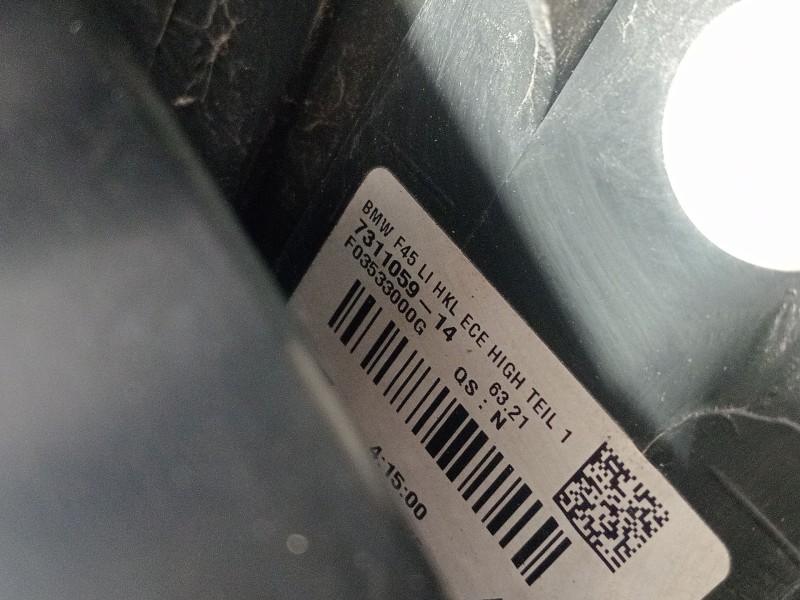 BMW F45 LI HKL ECE HIGH TEIL 1
7311059-14 63.21
F03533000G QS: N
4:15:00